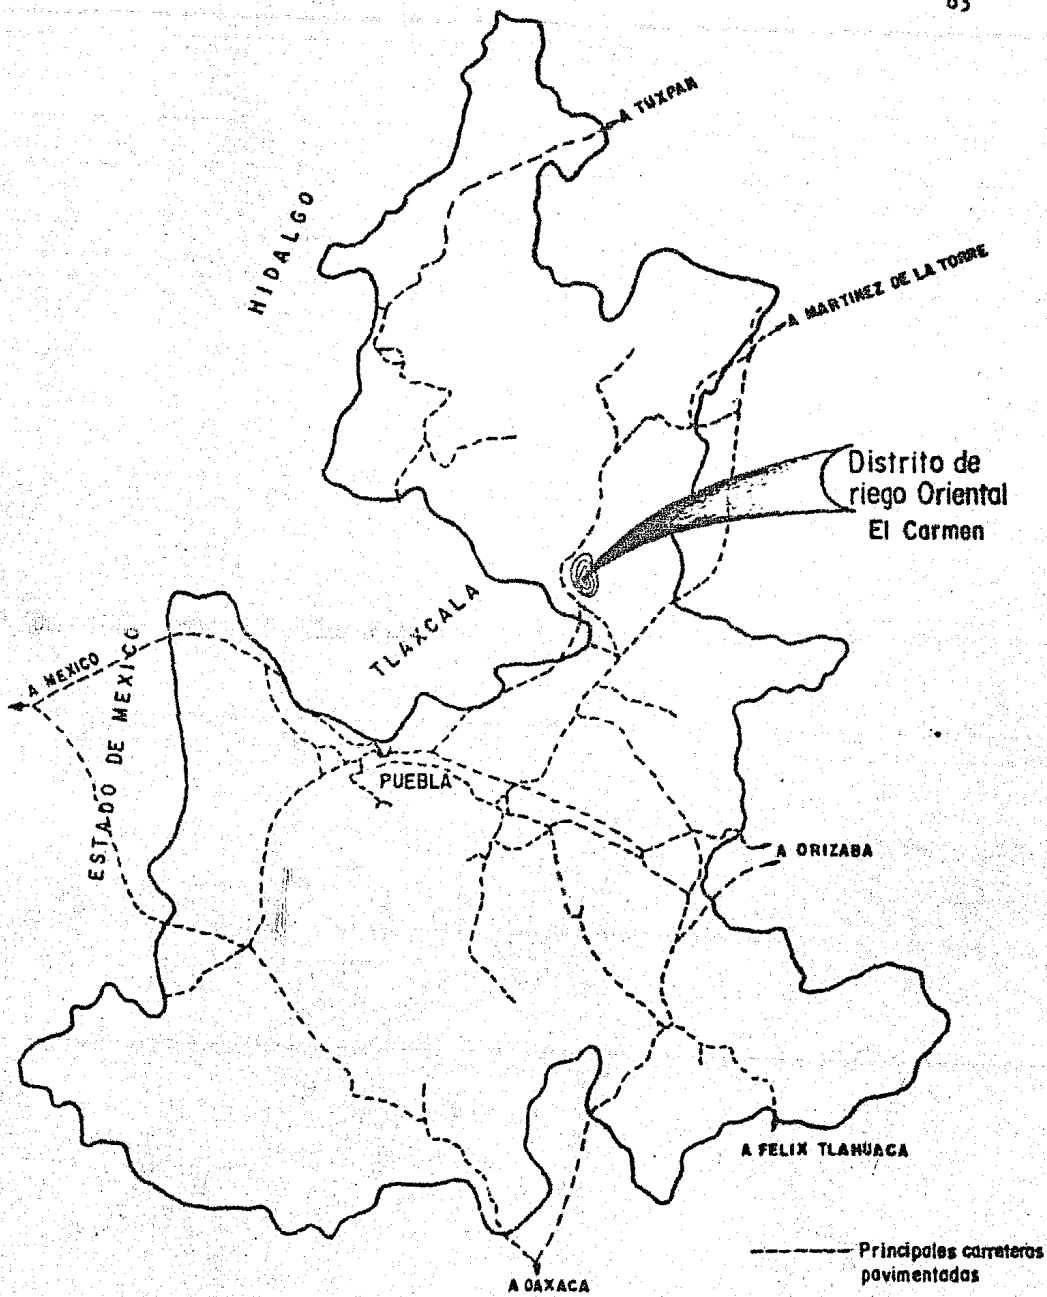 A TUXPAM
HIDALGO
A MARTINEZ DE LA TORRE
Distrito de
riego Oriental
El Carmen
TLAXCALA
A MEXICO
ESTADO DE MEXICO
PUEBLA
A ORIZABA
A FELIX TLAHUACA
Principales carreteras
pavimentadas
A OAXACA